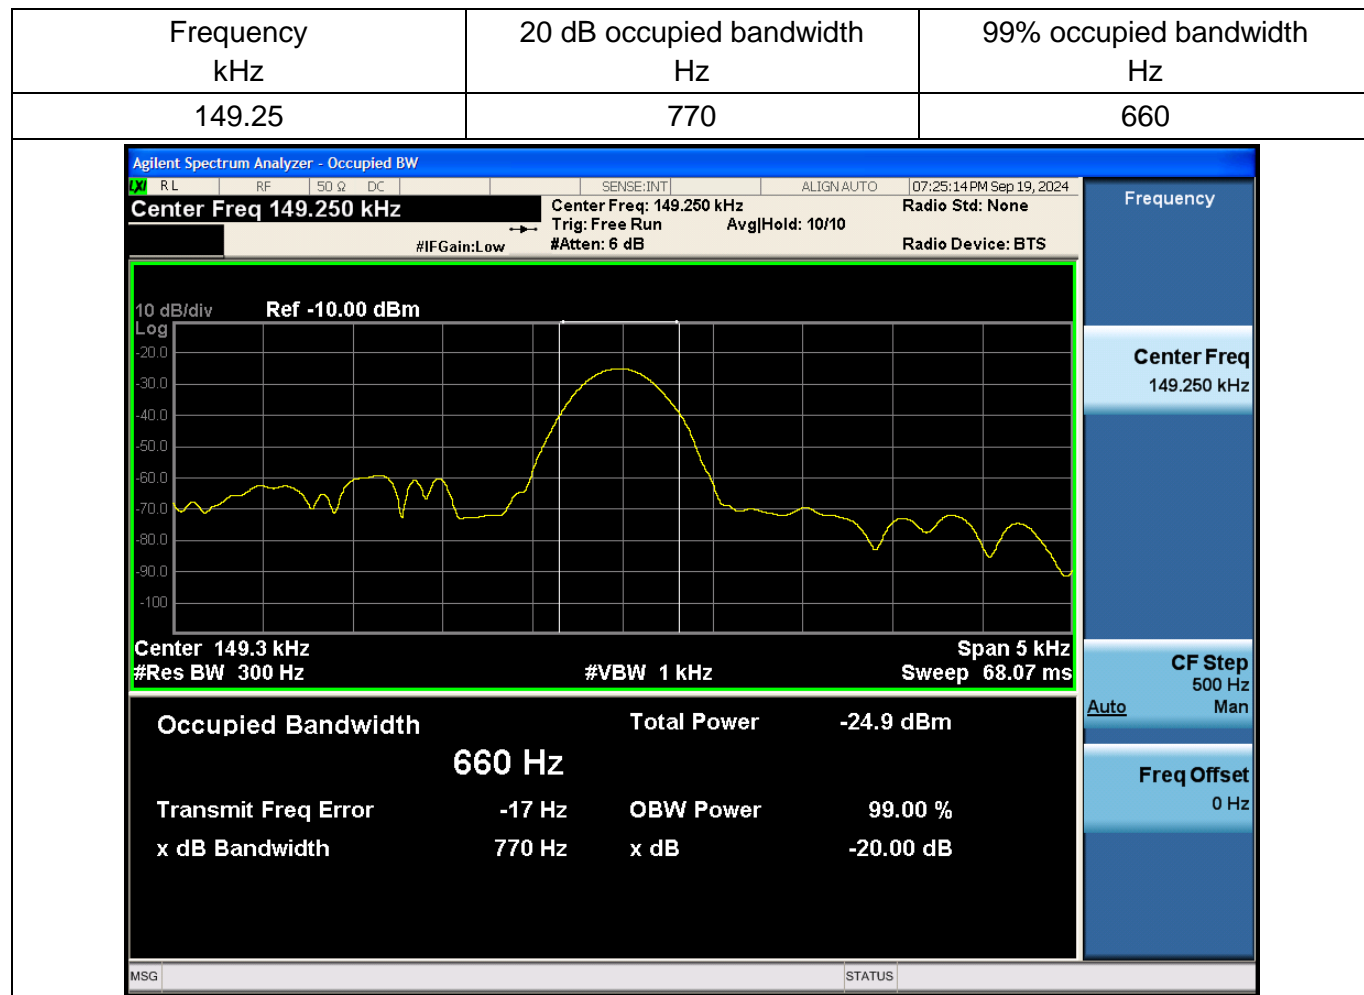 Frequency 20 dB occupied bandwidth 99% occupied bandwidth
kHz Hz Hz
149.25 770 660
Agilent Spectrum Analyzer - Occupied BW
LXI RL RF 50 Ω DC SENSE:INT ALIGN AUTO 07:25:14 PM Sep 19, 2024
Center Freq 149.250 kHz Center Freq: 149.250 kHz Radio Std: None
Trig: Free Run Avg|Hold: 10/10
#IFGain:Low #Atten: 6 dB Radio Device: BTS
10 dB/div Ref -10.00 dBm
Log
-20.0
-30.0
-40.0
-50.0
-60.0
-70.0
-80.0
-90.0
-100
Center 149.3 kHz Span 5 kHz
#Res BW 300 Hz #VBW 1 kHz Sweep 68.07 ms
Occupied Bandwidth Total Power -24.9 dBm
660 Hz
Transmit Freq Error -17 Hz OBW Power 99.00 %
x dB Bandwidth 770 Hz x dB -20.00 dB
MSG STATUS
Frequency
Center Freq
149.250 kHz
CF Step
500 Hz
Auto Man
Freq Offset
0 Hz